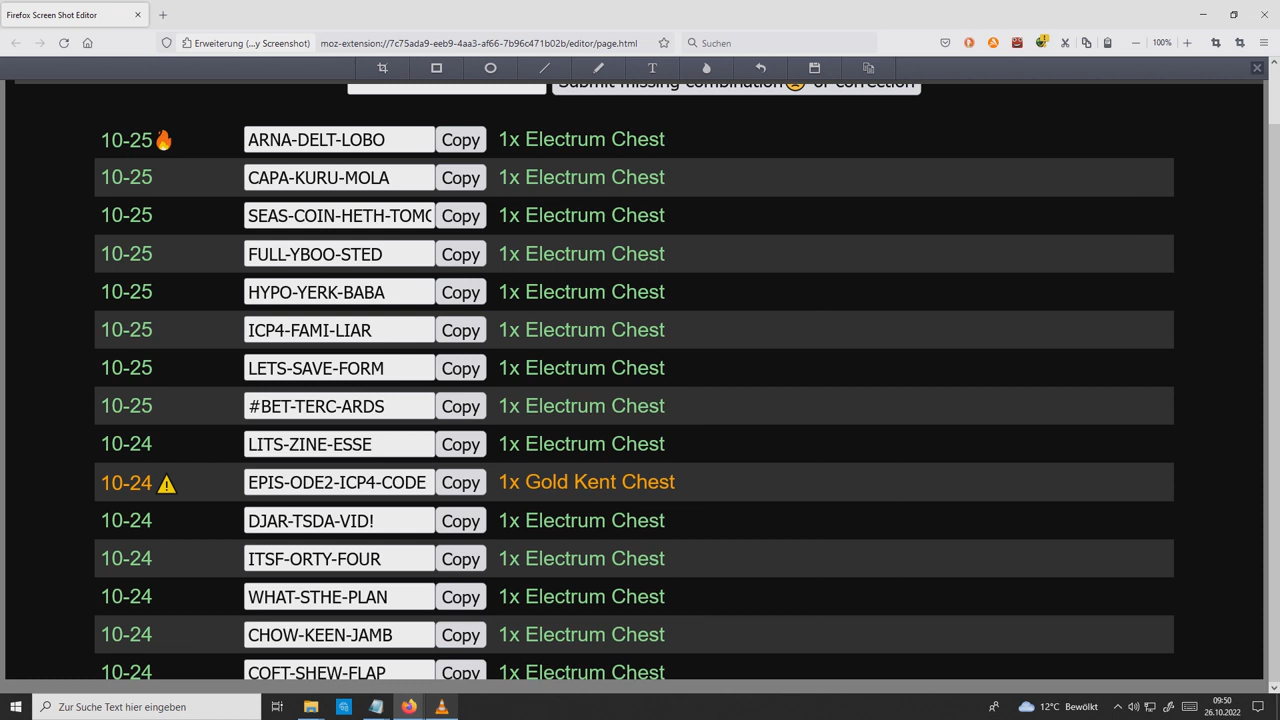 Firefox Screen Shot Editor
Erweiterung (...y Screenshot)
moz-extension://7c75ada9-eeb9-4aa3-af66-7b96c471b02b/editor/page.html
Suchen
100%
T
Submit missing combination or correction
10-25 ARNA-DELT-LOBO Copy 1x Electrum Chest
10-25 CAPA-KURU-MOLA Copy 1x Electrum Chest
10-25 SEAS-COIN-HETH-TOMO Copy 1x Electrum Chest
10-25 FULL-YBOO-STED Copy 1x Electrum Chest
10-25 HYPO-YERK-BABA Copy 1x Electrum Chest
10-25 ICP4-FAMI-LIAR Copy 1x Electrum Chest
10-25 LETS-SAVE-FORM Copy 1x Electrum Chest
10-25 #BET-TERC-ARDS Copy 1x Electrum Chest
10-24 LITS-ZINE-ESSE Copy 1x Electrum Chest
10-24 EPIS-ODE2-ICP4-CODE Copy 1x Gold Kent Chest
10-24 DJAR-TSDA-VID! Copy 1x Electrum Chest
10-24 ITSF-ORTY-FOUR Copy 1x Electrum Chest
10-24 WHAT-STHE-PLAN Copy 1x Electrum Chest
10-24 CHOW-KEEN-JAMB Copy 1x Electrum Chest
10-24 COFT-SHEW-FLAP Copy 1x Electrum Chest
Zur Suche Text hier eingeben
12°C Bewölkt
09:50
26.10.2022